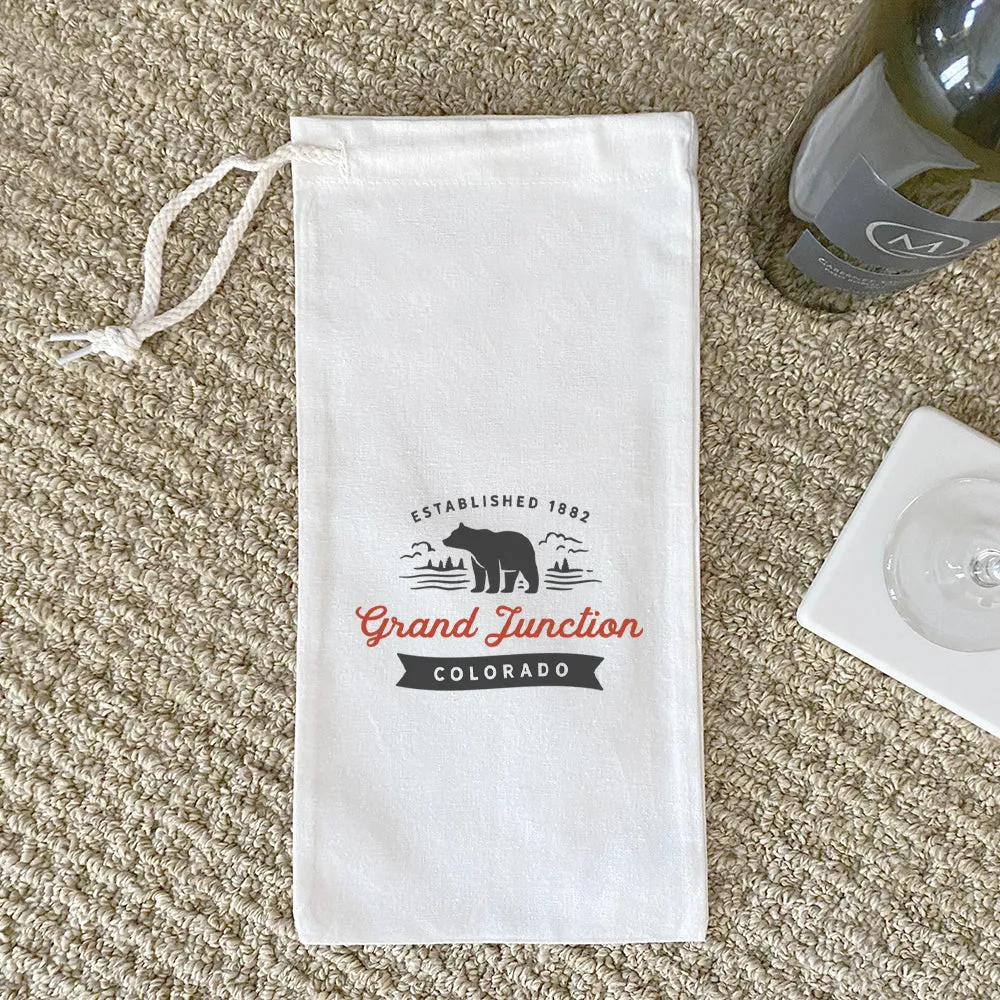 ESTABLISHED 1882
Grand Junction
COLORADO
M